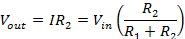 V_out = IR_2 = V_in (R_2 / (R_1 + R_2))